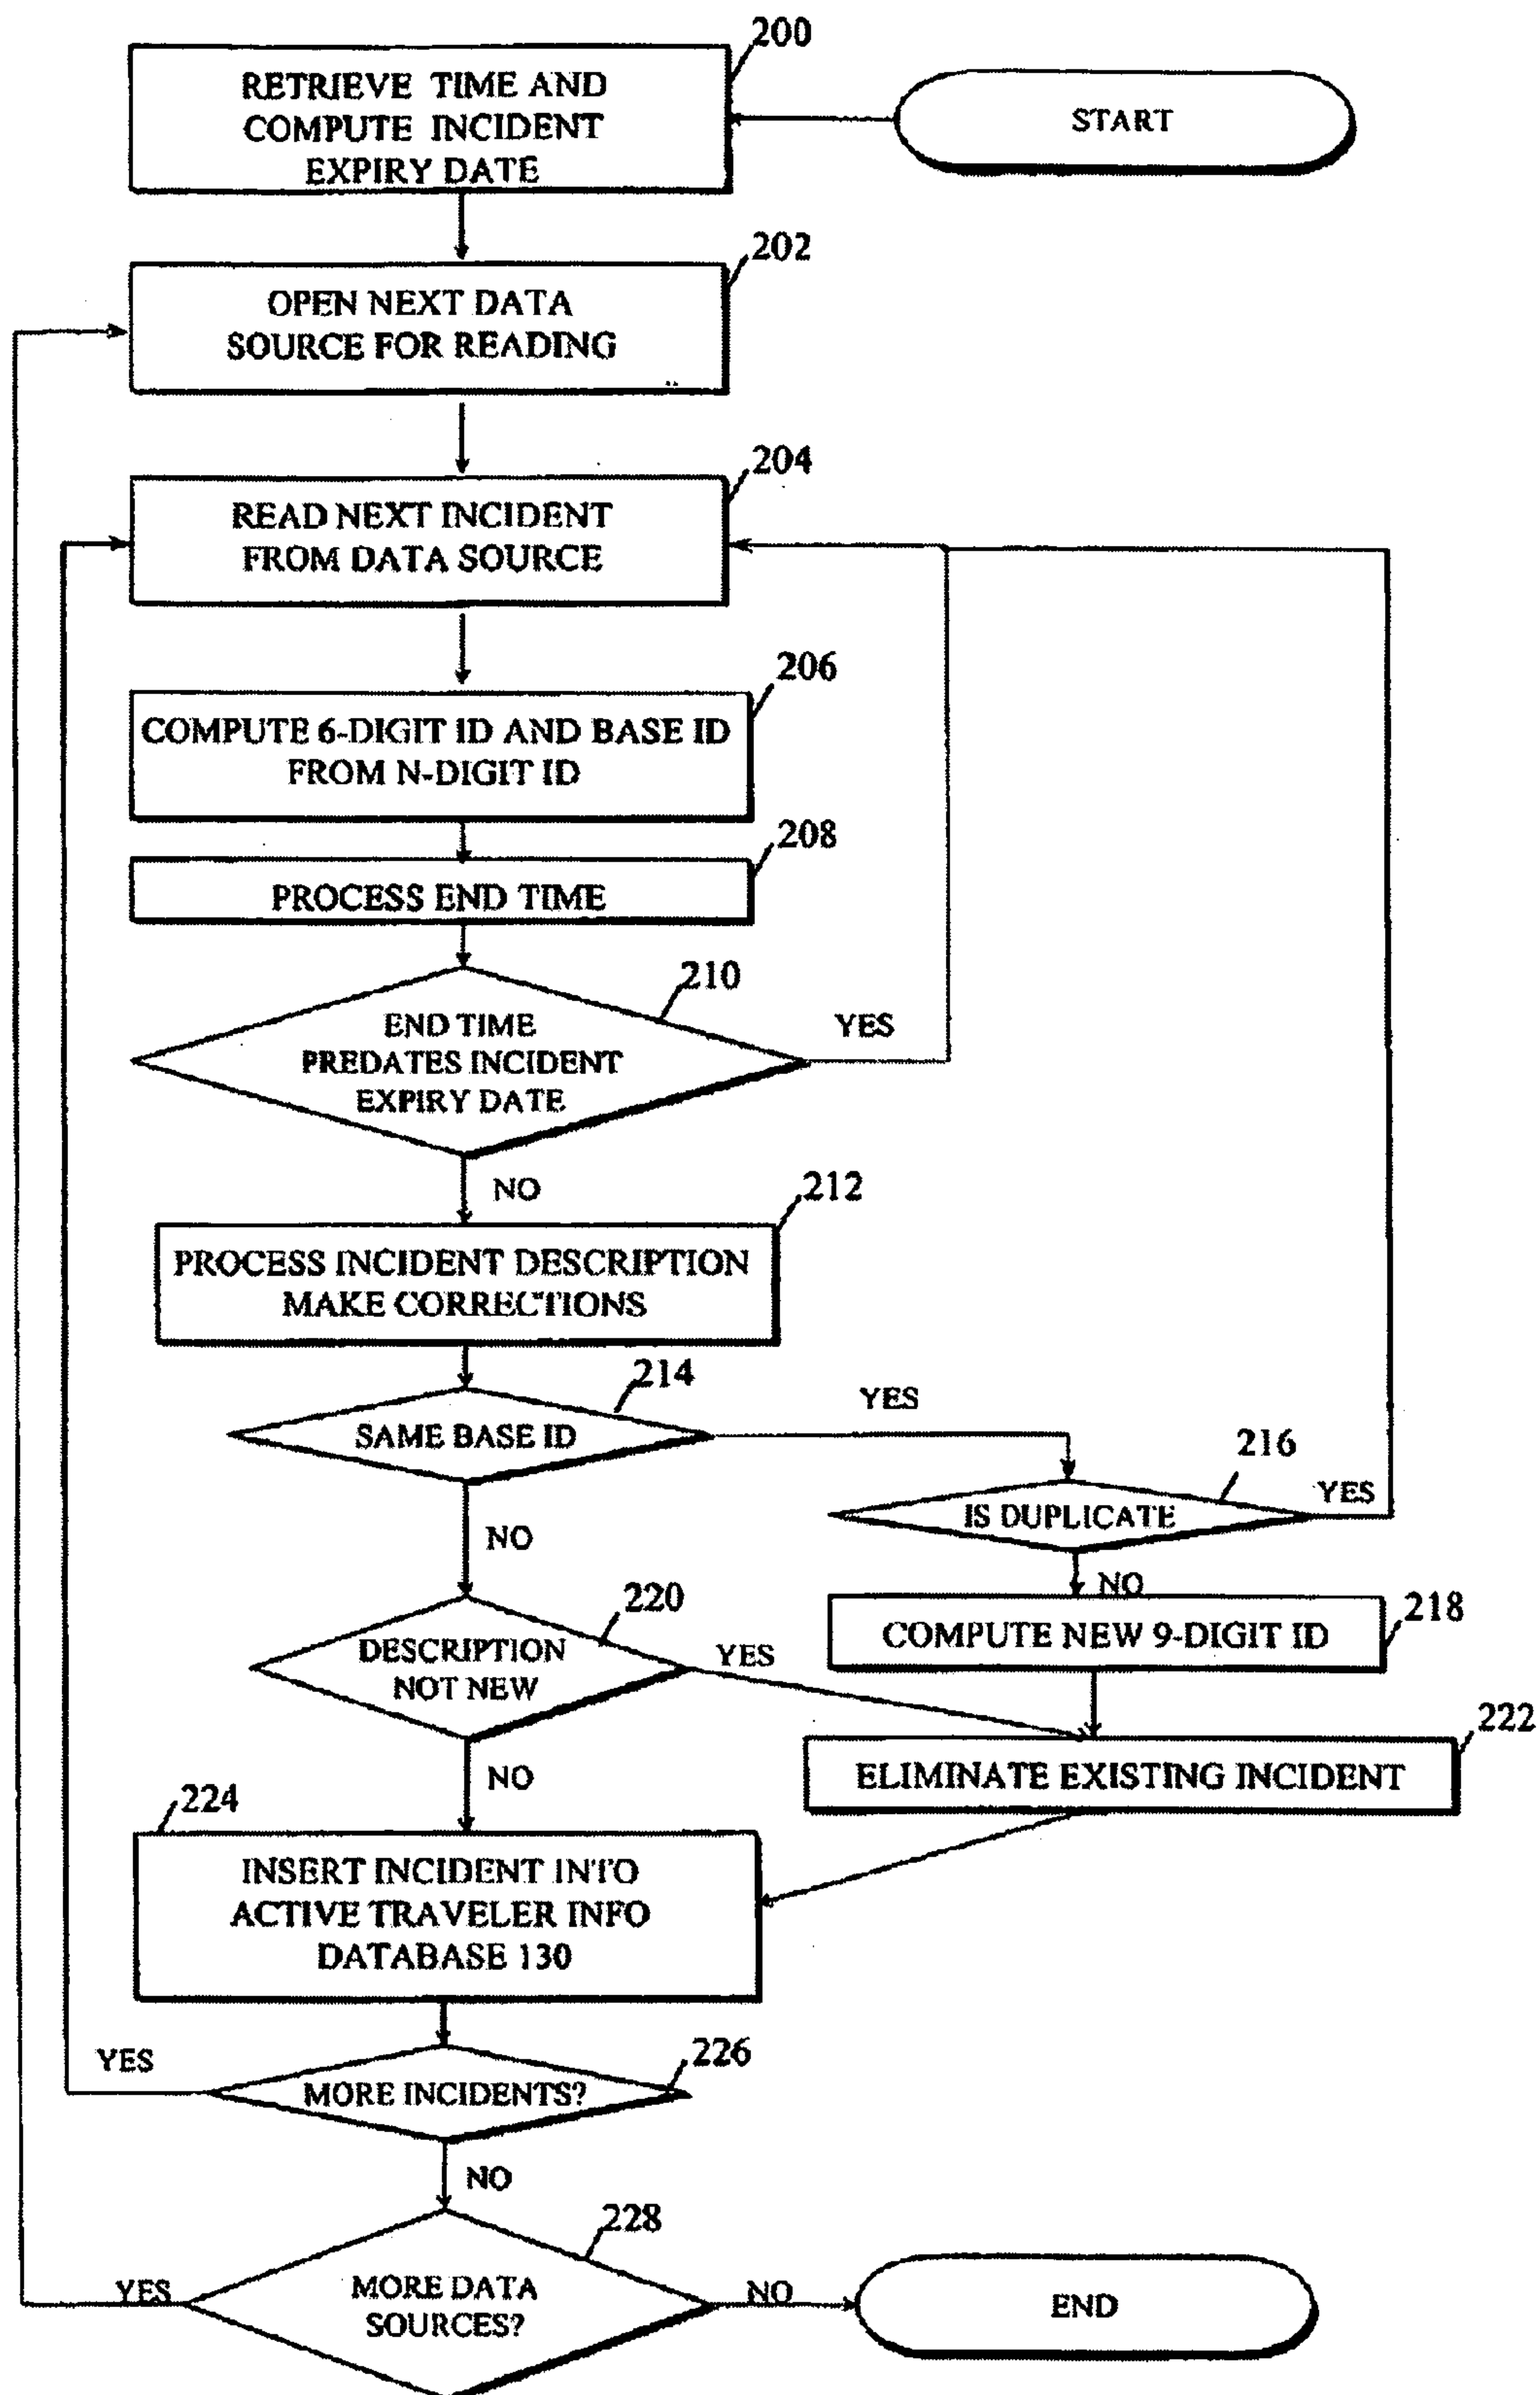 200
RETRIEVE TIME AND
COMPUTE INCIDENT
EXPIRY DATE
START
202
OPEN NEXT DATA
SOURCE FOR READING
204
READ NEXT INCIDENT
FROM DATA SOURCE
206
COMPUTE 6-DIGIT ID AND BASE ID
FROM N-DIGIT ID
208
PROCESS END TIME
210
END TIME
PREDATES INCIDENT
EXPIRY DATE
YES
NO
212
PROCESS INCIDENT DESCRIPTION
MAKE CORRECTIONS
214
SAME BASE ID
YES
216
IS DUPLICATE
YES
NO
NO
218
COMPUTE NEW 9-DIGIT ID
220
DESCRIPTION
NOT NEW
YES
NO
222
ELIMINATE EXISTING INCIDENT
224
INSERT INCIDENT INTO
ACTIVE TRAVELER INFO
DATABASE 130
226
MORE INCIDENTS?
YES
NO
228
MORE DATA
SOURCES?
YES
NO
END